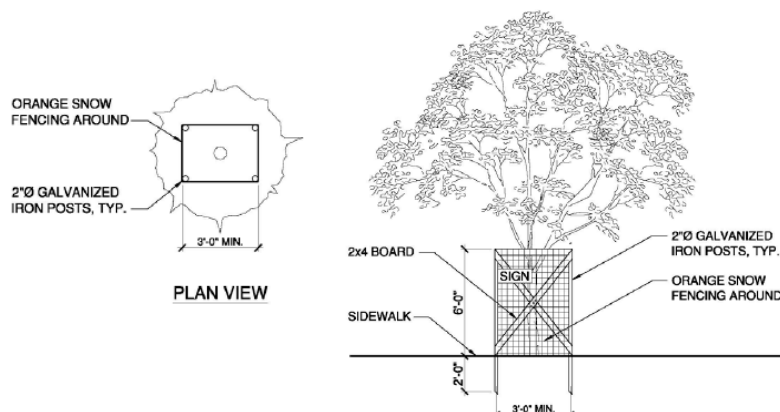 ORANGE SNOW
FENCING AROUND
2"Ø GALVANIZED
IRON POSTS, TYP.
3'-0" MIN.
PLAN VIEW
2x4 BOARD
SIGN
SIDEWALK
6'-0"
2'-0"
3'-0" MIN.
2"Ø GALVANIZED
IRON POSTS, TYP.
ORANGE SNOW
FENCING AROUND